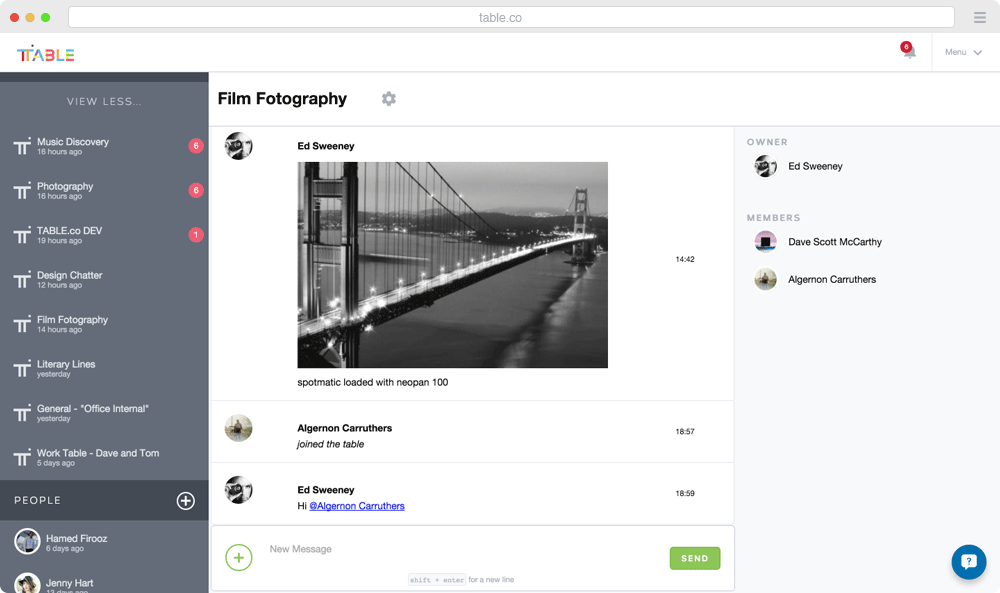 table.co
TABLE
6
Menu
VIEW LESS...
Music Discovery
16 hours ago
6
Photography
16 hours ago
6
TABLE.co DEV
19 hours ago
1
Design Chatter
12 hours ago
Film Fotography
14 hours ago
Literary Lines
yesterday
General - "Office Internal"
yesterday
Work Table - Dave and Tom
5 days ago
PEOPLE
Hamed Firooz
6 days ago
Jenny Hart
Film Fotography
Ed Sweeney
14:42
spotmatic loaded with neopan 100
Algernon Carruthers
joined the table
18:57
Ed Sweeney
Hi @Algernon Carruthers
18:59
New Message
SEND
shift + enter for a new line
OWNER
Ed Sweeney
MEMBERS
Dave Scott McCarthy
Algernon Carruthers
?